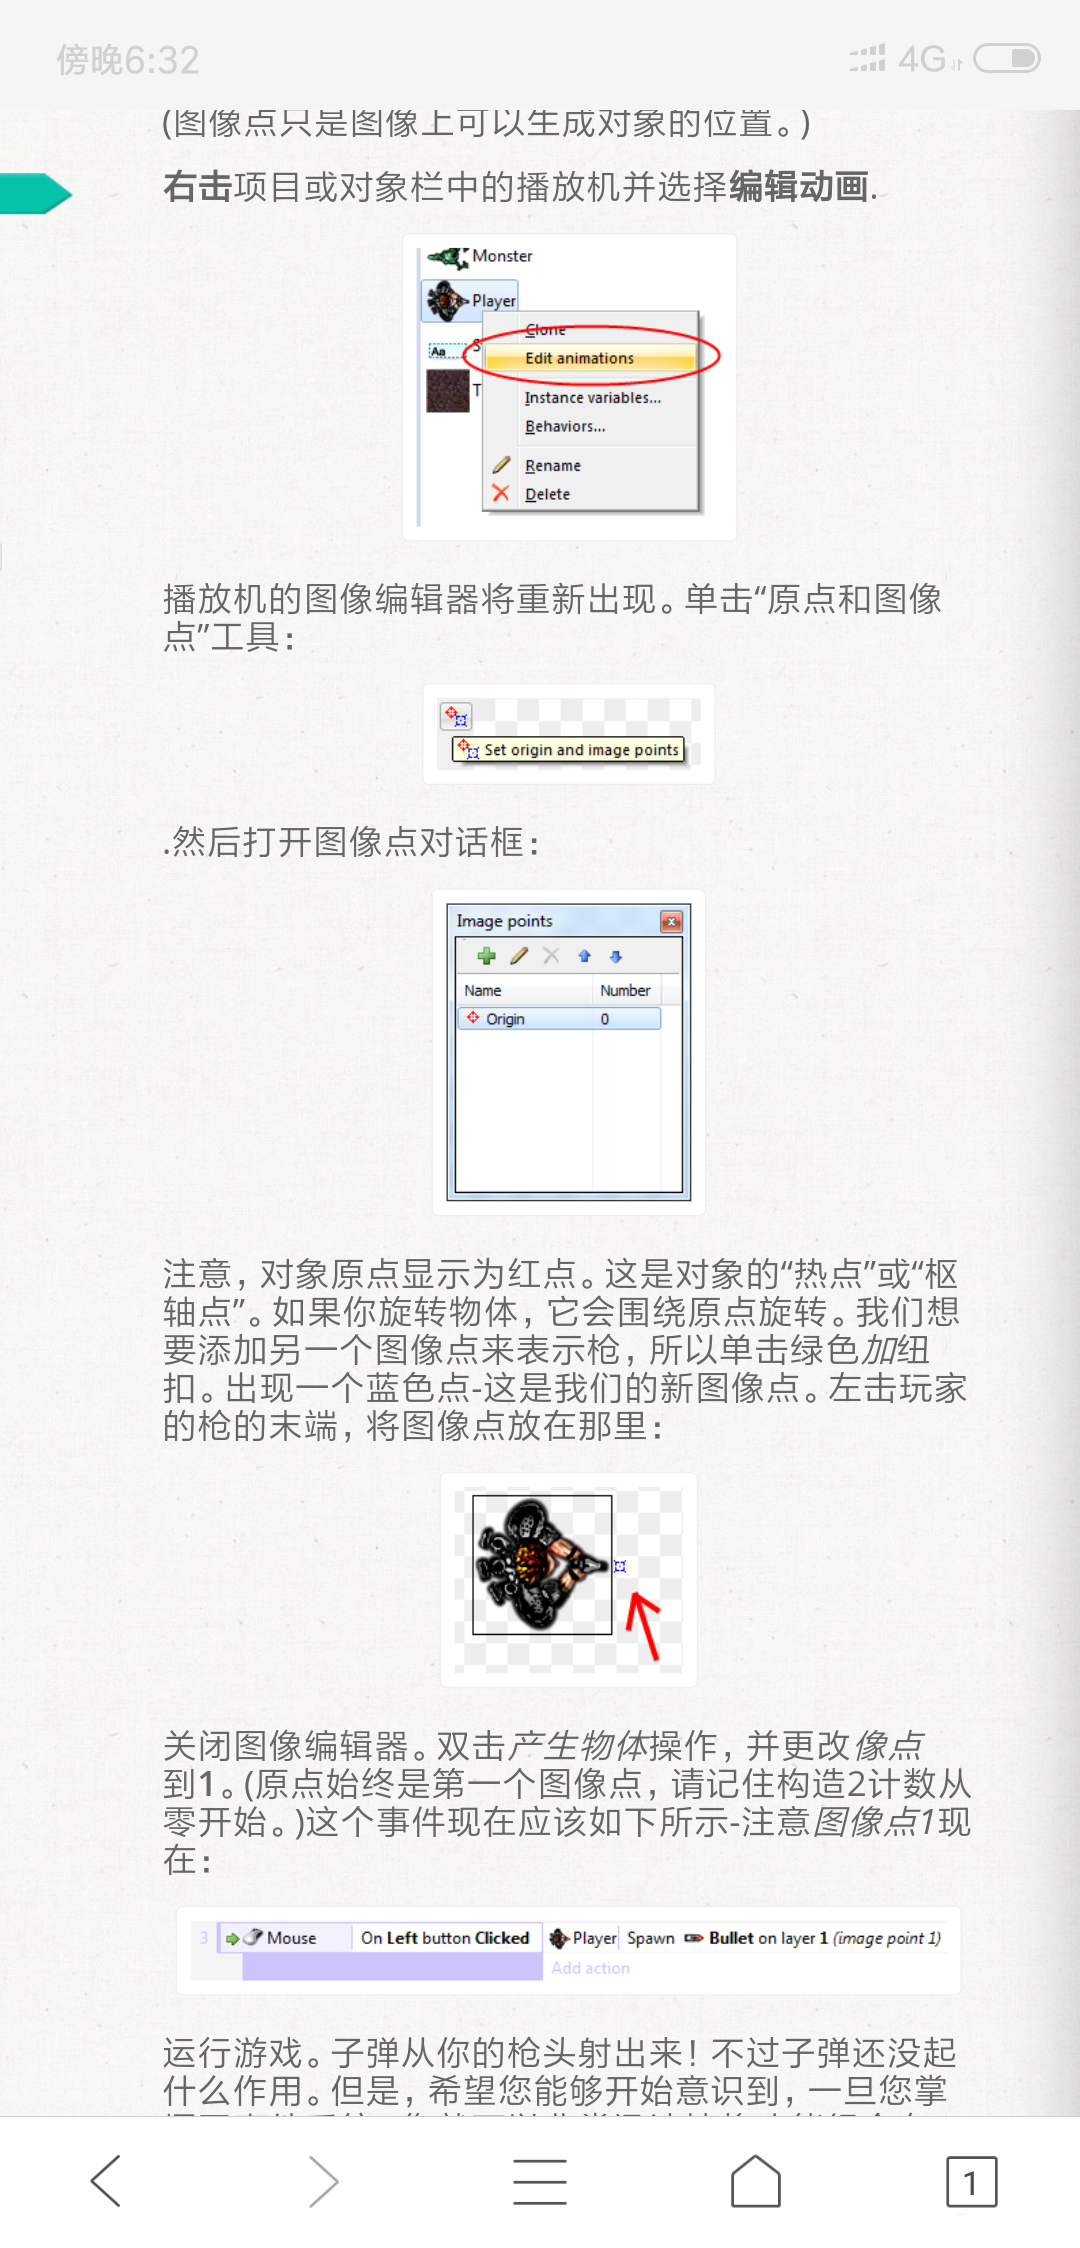 傍晚6:32
4G
(图像点只是图像上可以生成对象的位置。)
右击项目或对象栏中的播放机并选择编辑动画.
Monster
Player
Clone
Aa S
Edit animations
T
Instance variables...
Behaviors...
Rename
Delete
播放机的图像编辑器将重新出现。单击“原点和图像
点”工具：
Set origin and image points
.然后打开图像点对话框：
Image points
Name Number
Origin 0
注意，对象原点显示为红点。这是对象的“热点”或“枢
轴点”。如果你旋转物体，它会围绕原点旋转。我们想
要添加另一个图像点来表示枪，所以单击绿色加纽
扣。出现一个蓝色点-这是我们的新图像点。左击玩家
的枪的末端，将图像点放在那里：
关闭图像编辑器。双击产生物体操作，并更改像点
到1。(原点始终是第一个图像点，请记住构造2计数从
零开始。)这个事件现在应该如下所示-注意图像点1现
在：
3 Mouse On Left button Clicked Player Spawn Bullet on layer 1 (image point 1)
Add action
运行游戏。子弹从你的枪头射出来！不过子弹还没起
什么作用。但是，希望您能够开始意识到，一旦您掌
1